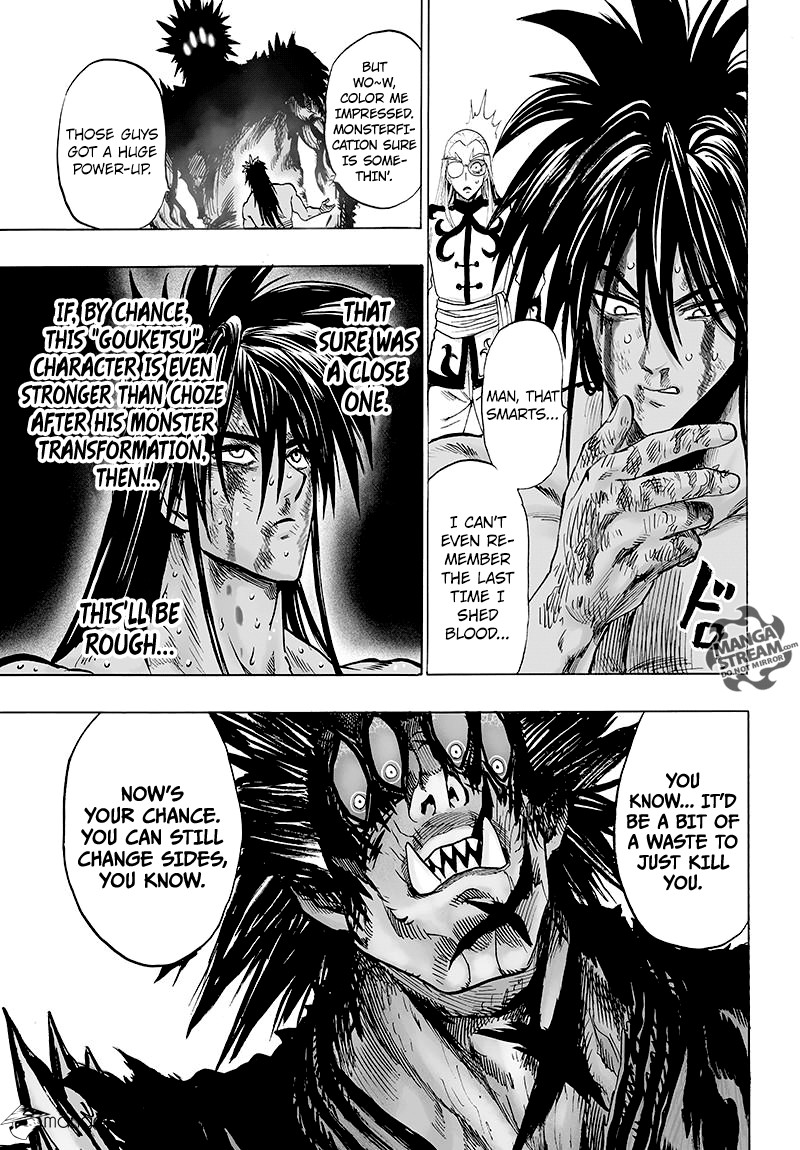 MAN, THAT
SMARTS...
I CAN'T
EVEN RE-
MEMBER
THE LAST
TIME I
SHED
BLOOD...
ドロ
BUT
WO~W,
COLOR ME
IMPRESSED.
MONSTERFI-
CATION SURE
IS SOME-
THIN'.
THOSE GUYS
GOT A HUGE
POWER-UP.
THAT
SURE WAS
A CLOSE
ONE.
IF, BY CHANCE,
THIS "GOUKETSU"
CHARACTER IS EVEN
STRONGER THAN CHOZE
AFTER HIS MONSTER
TRANSFORMATION,
THEN...
THIS'LL BE
ROUGH...
MANGA
STREAM.com
DO NOT MIRROR
YOU
KNOW... IT'D
BE A BIT OF
A WASTE TO
JUST KILL
YOU.
NOW'S
YOUR CHANCE.
YOU CAN STILL
CHANGE SIDES,
YOU KNOW.